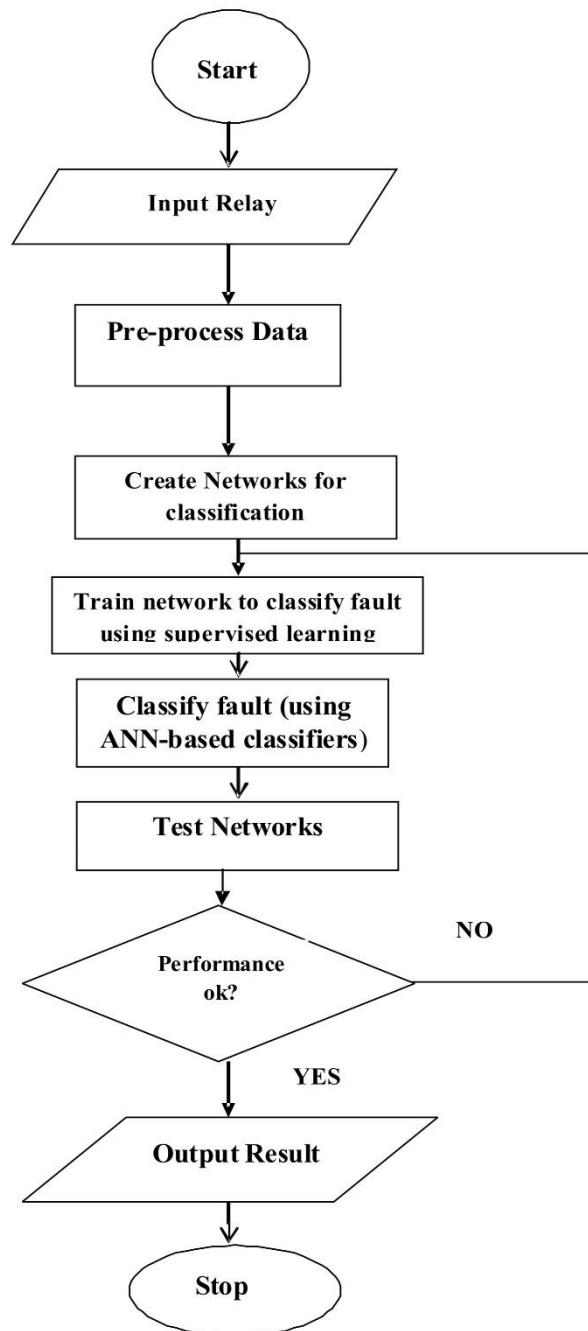 Start
Input Relay
Pre-process Data
Create Networks for
classification
Train network to classify fault
using supervised learning
Classify fault (using
ANN-based classifiers)
Test Networks
NO
Performance
ok?
YES
Output Result
Stop